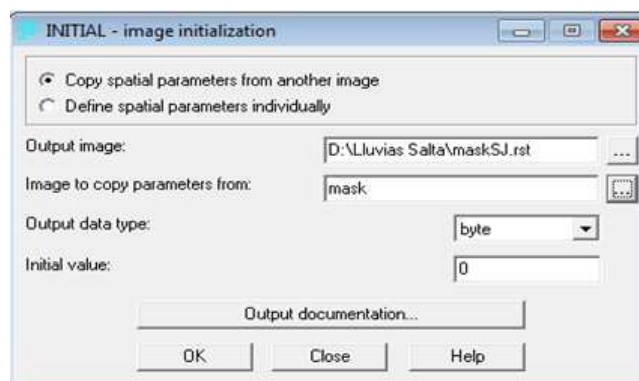 INITIAL - image initialization
Copy spatial parameters from another image
Define spatial parameters individually
Output image: D:\Lluvias Salta\maskSJ.rst ...
Image to copy parameters from: mask ...
Output data type: byte
Initial value: 0
Output documentation...
OK Close Help